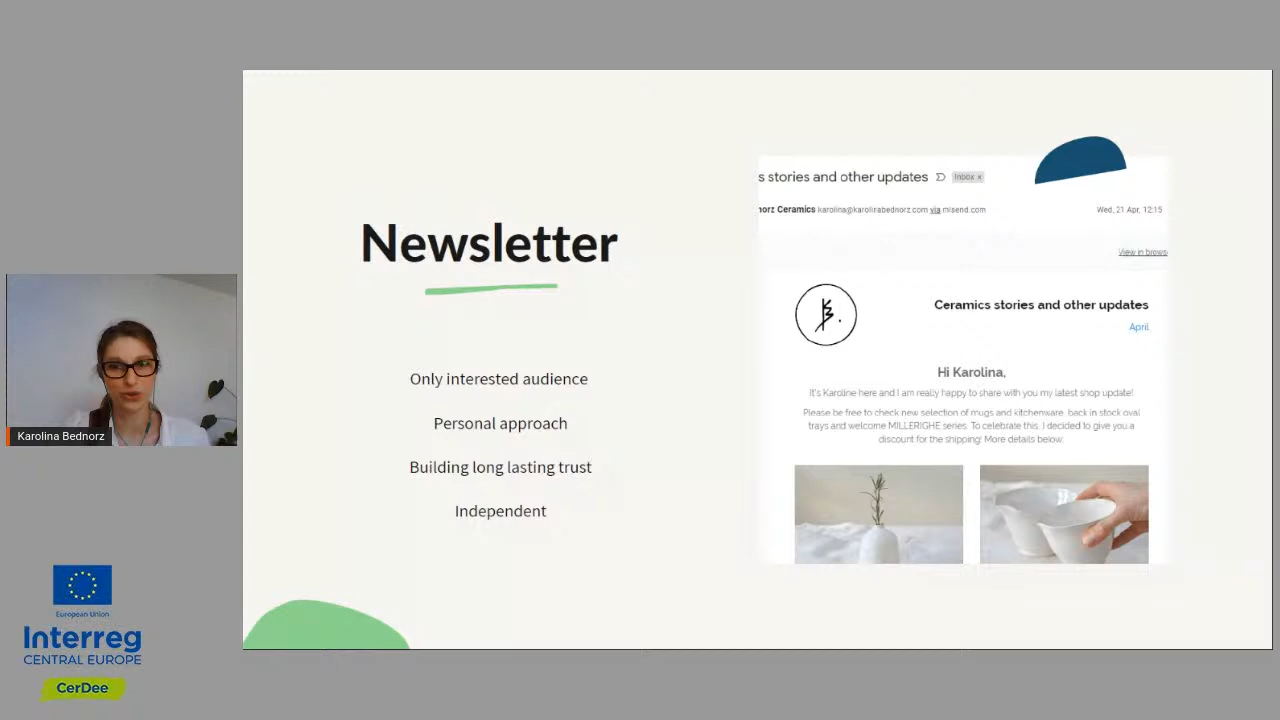 Newsletter
Only interested audience
Personal approach
Building long lasting trust
Independent
s stories and other updates Inbox x
norz Ceramics karolina@karolinabednorz.com via mlsend.com
Wed, 21 Apr, 12:15
View in brows
Ceramics stories and other updates
April
Hi Karolina,
It's Karoline here and I am really happy to share with you my latest shop update!
Please be free to check new selection of mugs and kitchenware, back in stock oval
trays and welcome MILLERIGHE series. To celebrate this, I decided to give you a
discount for the shipping! More details below.
Karolina Bednorz
European Union
Interreg
CENTRAL EUROPE
CerDee